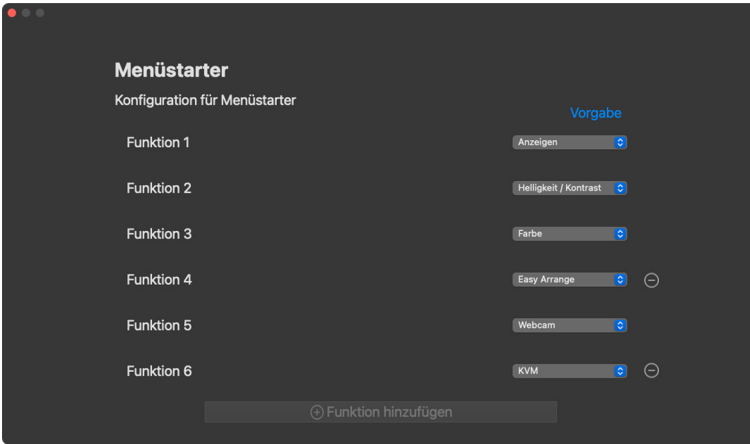 Menüstarter
Konfiguration für Menüstarter
Vorgabe
Funktion 1 Anzeigen
Funktion 2 Helligkeit / Kontrast
Funktion 3 Farbe
Funktion 4 Easy Arrange
Funktion 5 Webcam
Funktion 6 KVM
Funktion hinzufügen